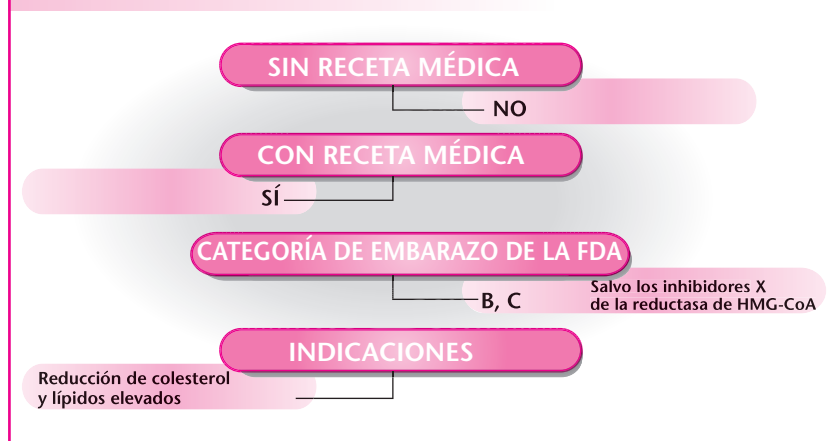 SIN RECETA MÉDICA
NO
CON RECETA MÉDICA
SÍ
CATEGORÍA DE EMBARAZO DE LA FDA
B, C
Salvo los inhibidores X
de la reductasa de HMG-CoA
INDICACIONES
Reducción de colesterol
y lípidos elevados